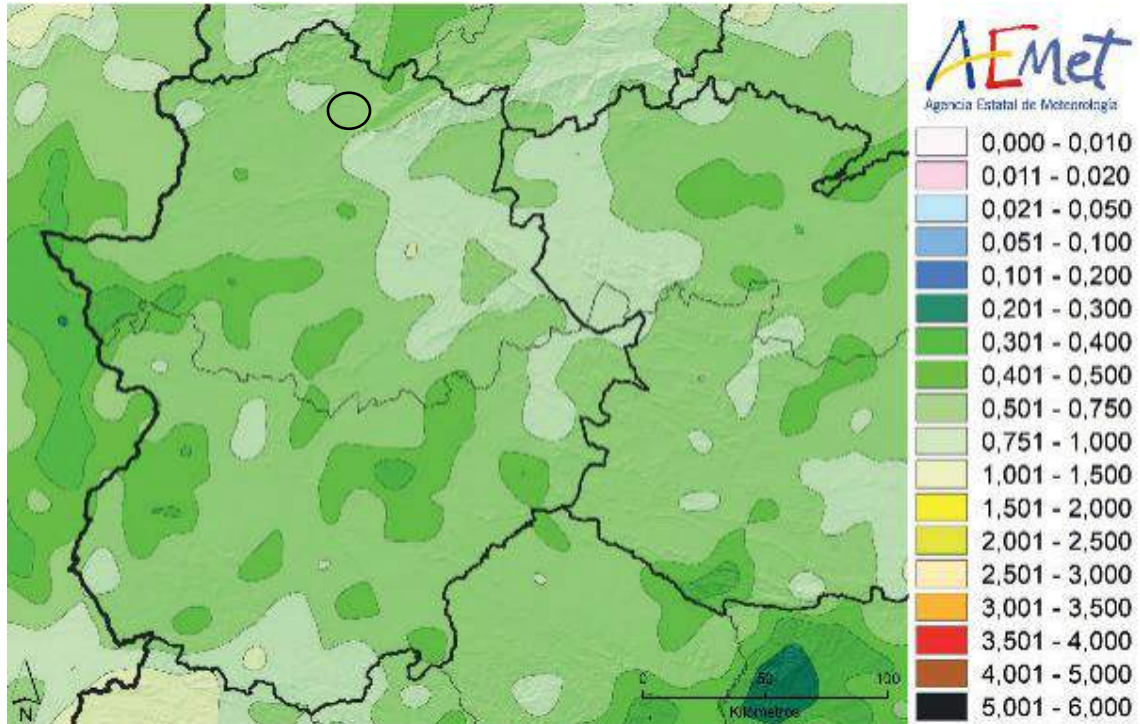 AEMet
Agencia Estatal de Meteorología
0,000 - 0,010
0,011 - 0,020
0,021 - 0,050
0,051 - 0,100
0,101 - 0,200
0,201 - 0,300
0,301 - 0,400
0,401 - 0,500
0,501 - 0,750
0,751 - 1,000
1,001 - 1,500
1,501 - 2,000
2,001 - 2,500
2,501 - 3,000
3,001 - 3,500
3,501 - 4,000
4,001 - 5,000
5,001 - 6,000
N
0 50 100
Kilómetros